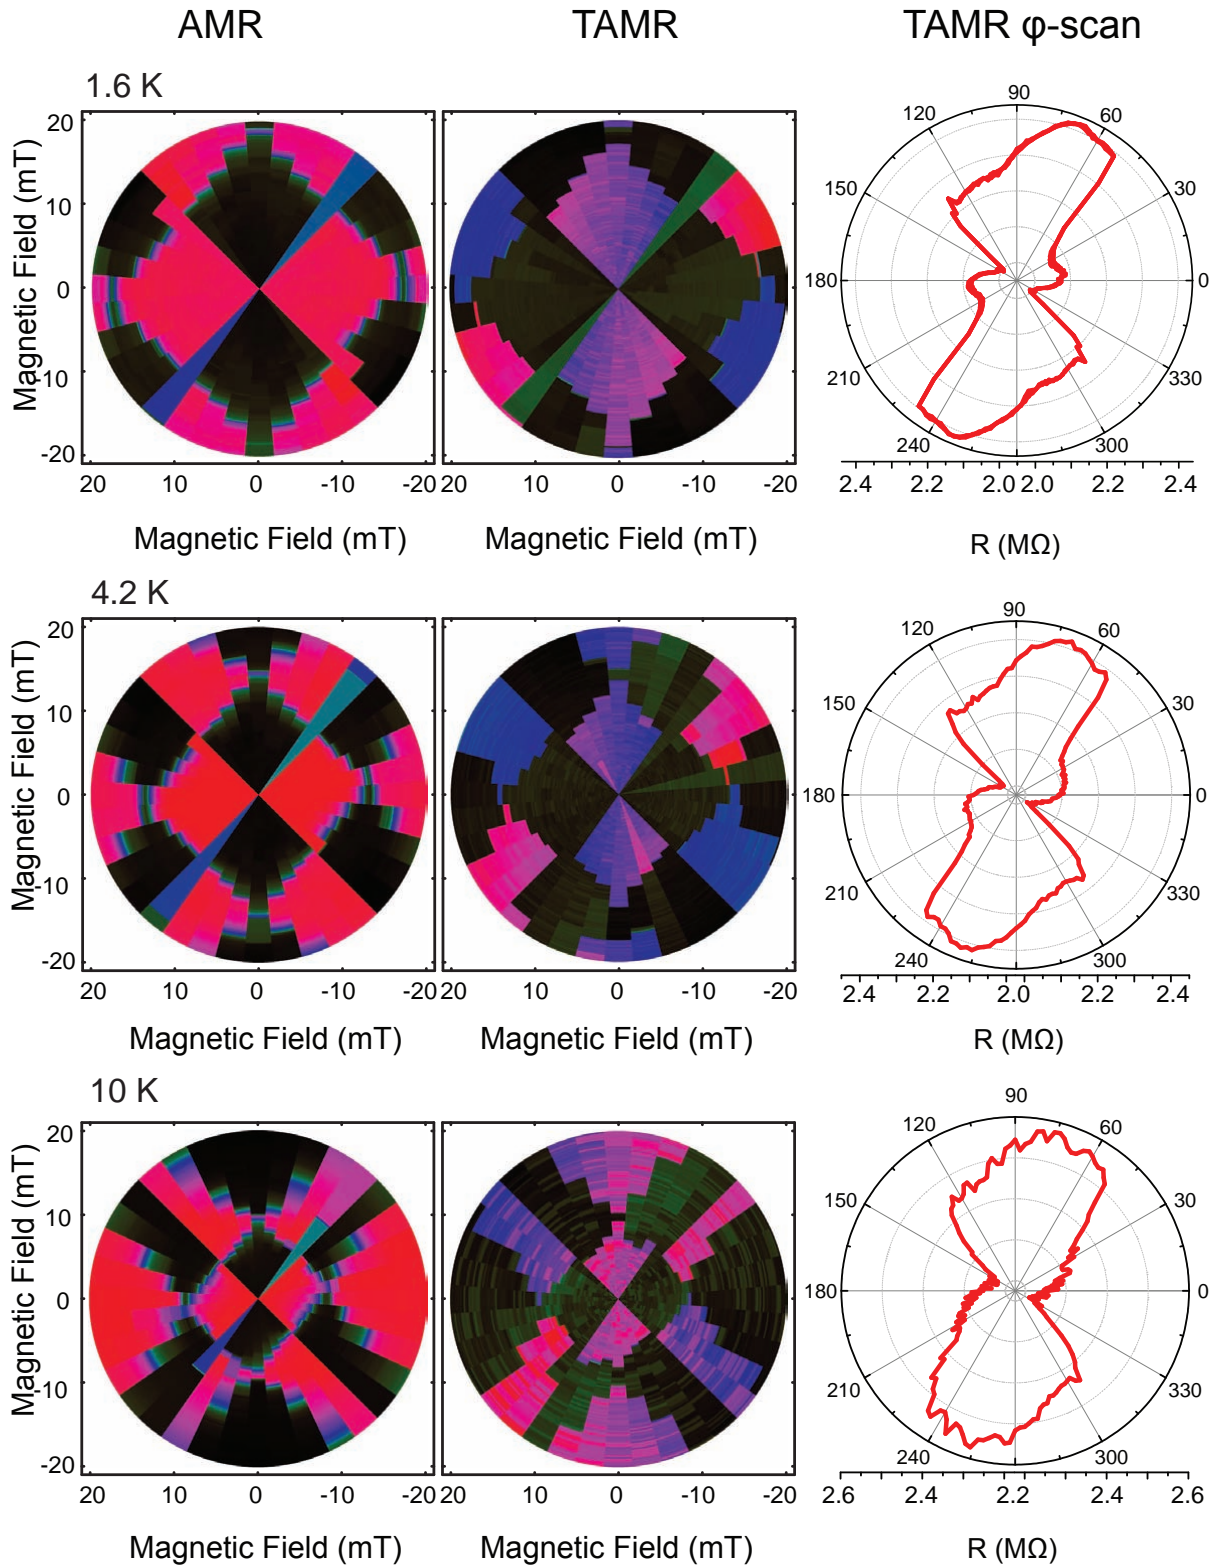 AMR TAMR TAMR φ-scan
1.6 K
Magnetic Field (mT)
20
10
0
-10
-20
20 10 0 -10 -20
20 10 0 -10 -20
Magnetic Field (mT)
Magnetic Field (mT)
90
120 60
150 30
180 0
210 330
240 300
2.4 2.2 2.0 2.0 2.2 2.4
R (MΩ)
4.2 K
Magnetic Field (mT)
20
10
0
-10
-20
20 10 0 -10 -20
20 10 0 -10 -20
Magnetic Field (mT)
Magnetic Field (mT)
90
120 60
150 30
180 0
210 330
240 300
2.4 2.2 2.0 2.2 2.4
R (MΩ)
10 K
Magnetic Field (mT)
20
10
0
-10
-20
20 10 0 -10 -20
20 10 0 -10 -20
Magnetic Field (mT)
Magnetic Field (mT)
90
120 60
150 30
180 0
210 330
240 300
2.6 2.4 2.2 2.4 2.6
R (MΩ)